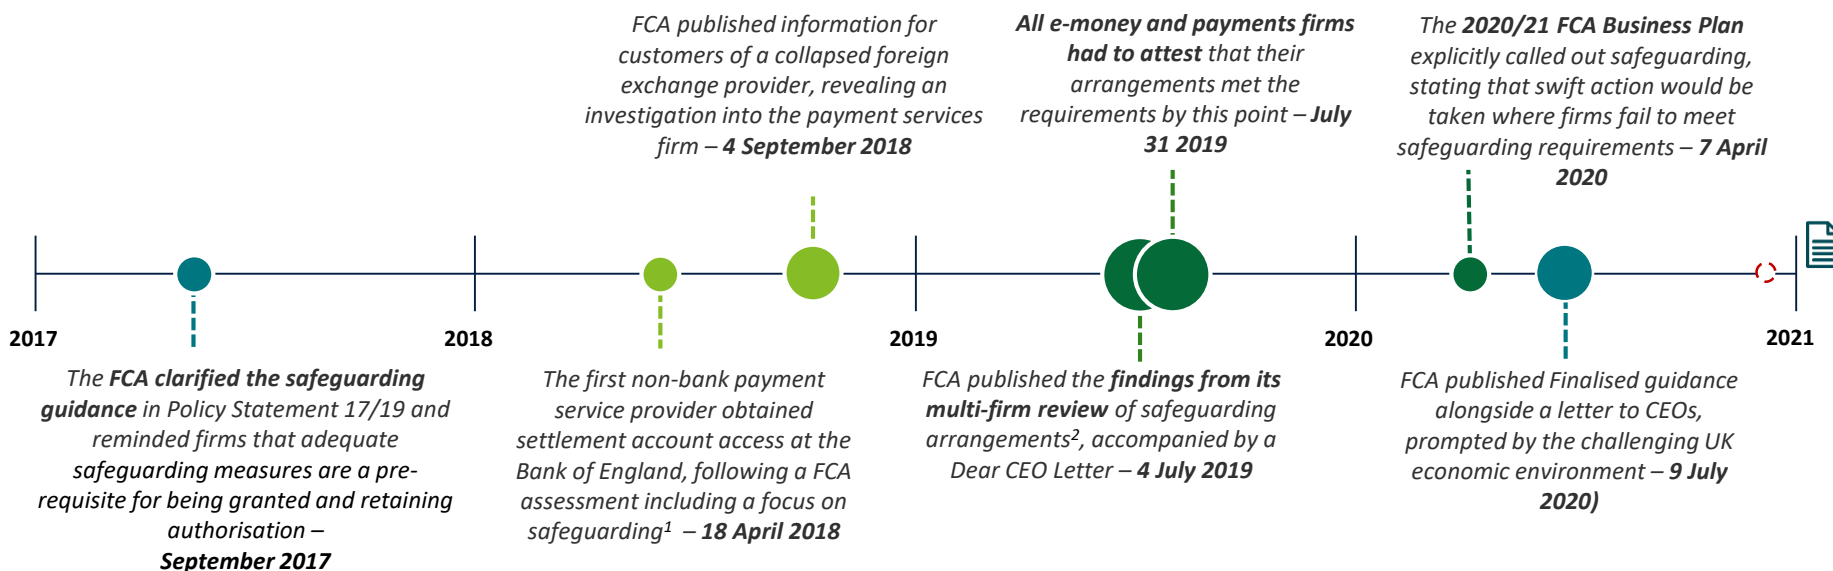 FCA published information for
customers of a collapsed foreign
exchange provider, revealing an
investigation into the payment services
firm – 4 September 2018
All e-money and payments firms
had to attest that their
arrangements met the
requirements by this point – July
31 2019
The 2020/21 FCA Business Plan
explicitly called out safeguarding,
stating that swift action would be
taken where firms fail to meet
safeguarding requirements – 7 April
2020
2017
2018
2019
2020
2021
The FCA clarified the safeguarding
guidance in Policy Statement 17/19 and
reminded firms that adequate
safeguarding measures are a pre-
requisite for being granted and retaining
authorisation –
September 2017
The first non-bank payment
service provider obtained
settlement account access at the
Bank of England, following a FCA
assessment including a focus on
safeguarding¹ – 18 April 2018
FCA published the findings from its
multi-firm review of safeguarding
arrangements², accompanied by a
Dear CEO Letter – 4 July 2019
FCA published Finalised guidance
alongside a letter to CEOs,
prompted by the challenging UK
economic environment – 9 July
2020)